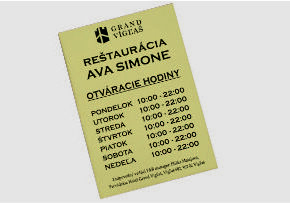 GRAND
VÍGĽAŠ
REŠTAURÁCIA
AVA SIMONE
OTVÁRACIE HODINY
PONDELOK 10:00 - 22:00
UTOROK 10:00 - 22:00
STREDA 10:00 - 22:00
ŠTVRTOK 10:00 - 22:00
PIATOK 10:00 - 22:00
SOBOTA 10:00 - 22:00
NEDEĽA 10:00 - 22:00